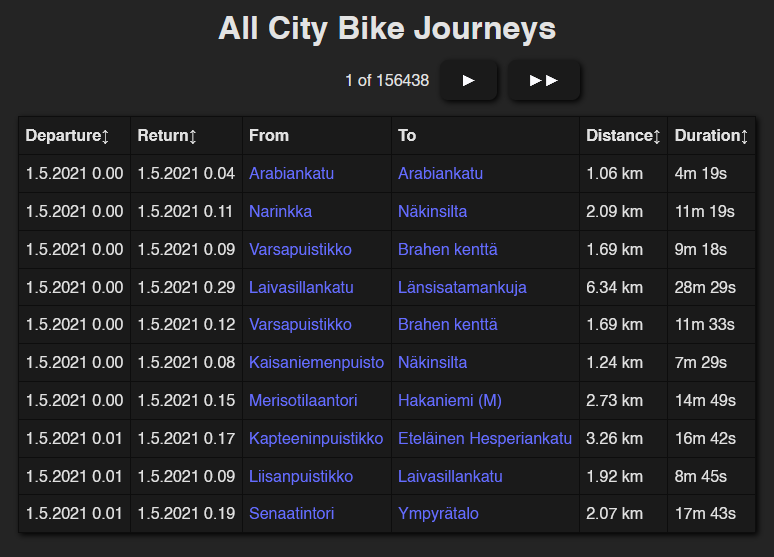 All City Bike Journeys
1 of 156438 ▶ ▶▶
Departure↕ Return↕ From To Distance↕ Duration↕
1.5.2021 0.00 1.5.2021 0.04 Arabiankatu Arabiankatu 1.06 km 4m 19s
1.5.2021 0.00 1.5.2021 0.11 Narinkka Näkinsilta 2.09 km 11m 19s
1.5.2021 0.00 1.5.2021 0.09 Varsapuistikko Brahen kenttä 1.69 km 9m 18s
1.5.2021 0.00 1.5.2021 0.29 Laivasillankatu Länsisatamankuja 6.34 km 28m 29s
1.5.2021 0.00 1.5.2021 0.12 Varsapuistikko Brahen kenttä 1.69 km 11m 33s
1.5.2021 0.00 1.5.2021 0.08 Kaisaniemenpuisto Näkinsilta 1.24 km 7m 29s
1.5.2021 0.00 1.5.2021 0.15 Merisotilaantori Hakaniemi (M) 2.73 km 14m 49s
1.5.2021 0.01 1.5.2021 0.17 Kapteeninpuistikko Eteläinen Hesperiankatu 3.26 km 16m 42s
1.5.2021 0.01 1.5.2021 0.09 Liisanpuistikko Laivasillankatu 1.92 km 8m 45s
1.5.2021 0.01 1.5.2021 0.19 Senaatintori Ympyrätalo 2.07 km 17m 43s